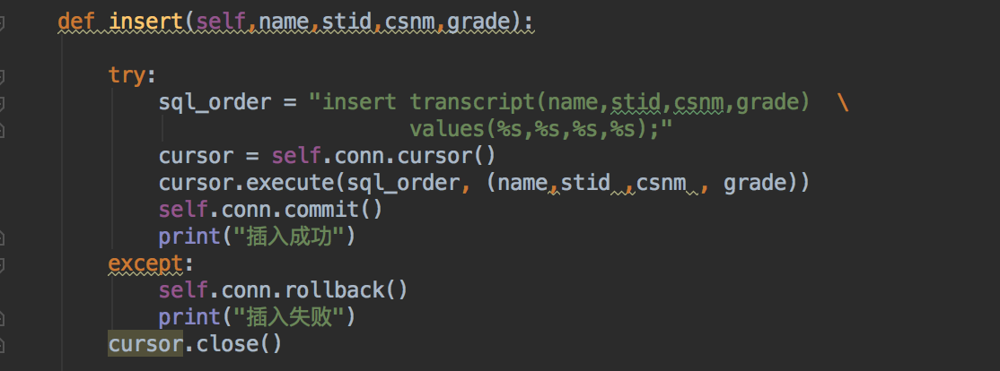 def insert(self,name,stid,csnm,grade):
try:
sql_order = "insert transcript(name,stid,csnm,grade)  \
values(%s,%s,%s,%s);"
cursor = self.conn.cursor()
cursor.execute(sql_order, (name,stid ,csnm , grade))
self.conn.commit()
print("插入成功")
except:
self.conn.rollback()
print("插入失败")
cursor.close()